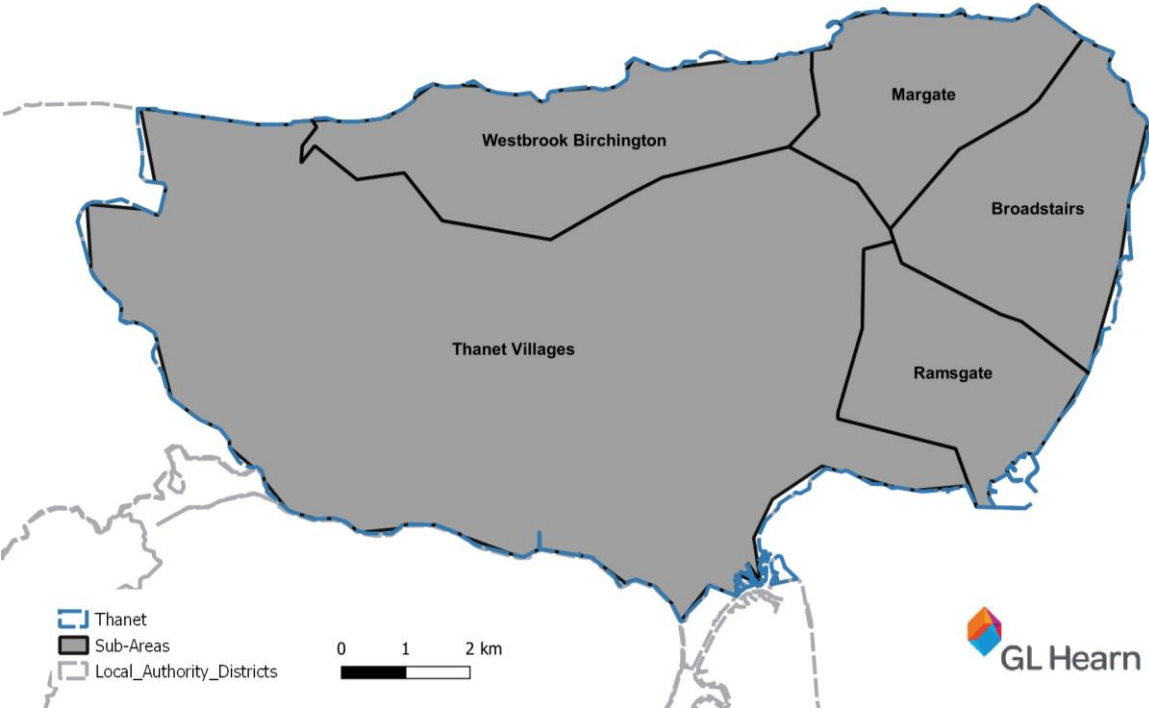 Margate
Westbrook Birchington
Broadstairs
Thanet Villages
Ramsgate
Thanet
Sub-Areas
Local_Authority_Districts
0 1 2 km
GL Hearn